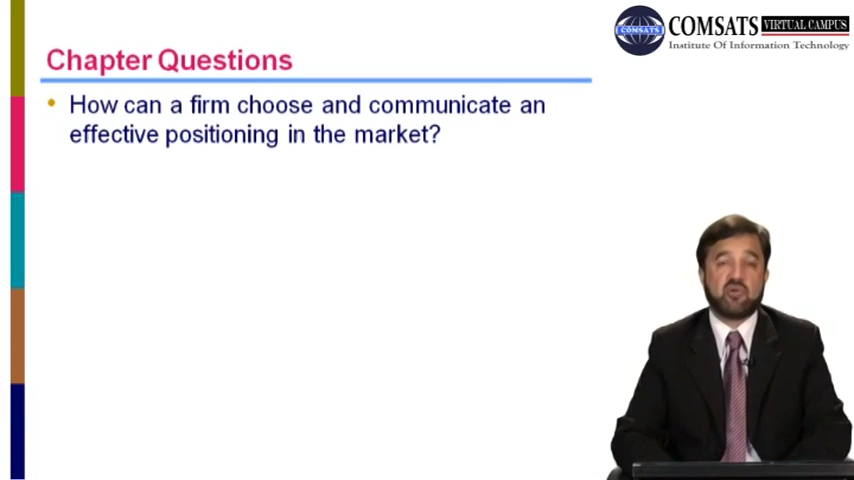 COMSATS VIRTUAL CAMPUS
COMSATS
Institute Of Information Technology
Chapter Questions
• How can a firm choose and communicate an
effective positioning in the market?